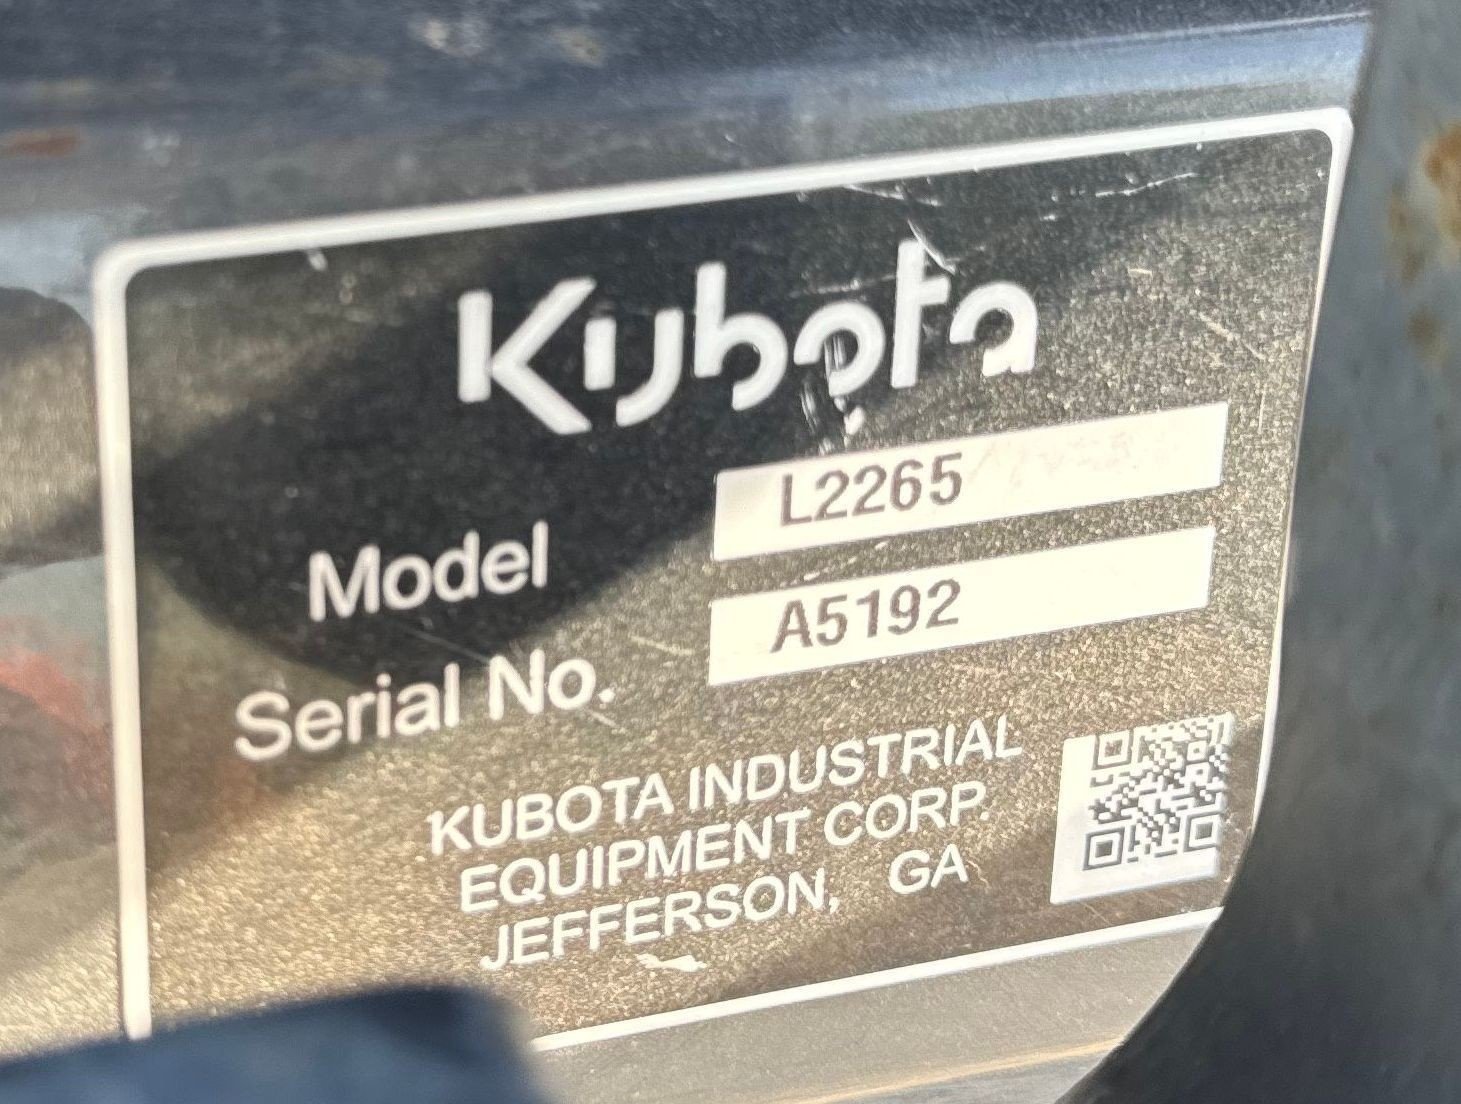 Kubota
Model L2265
Serial No. A5192
KUBOTA INDUSTRIAL
EQUIPMENT CORP.
JEFFERSON, GA